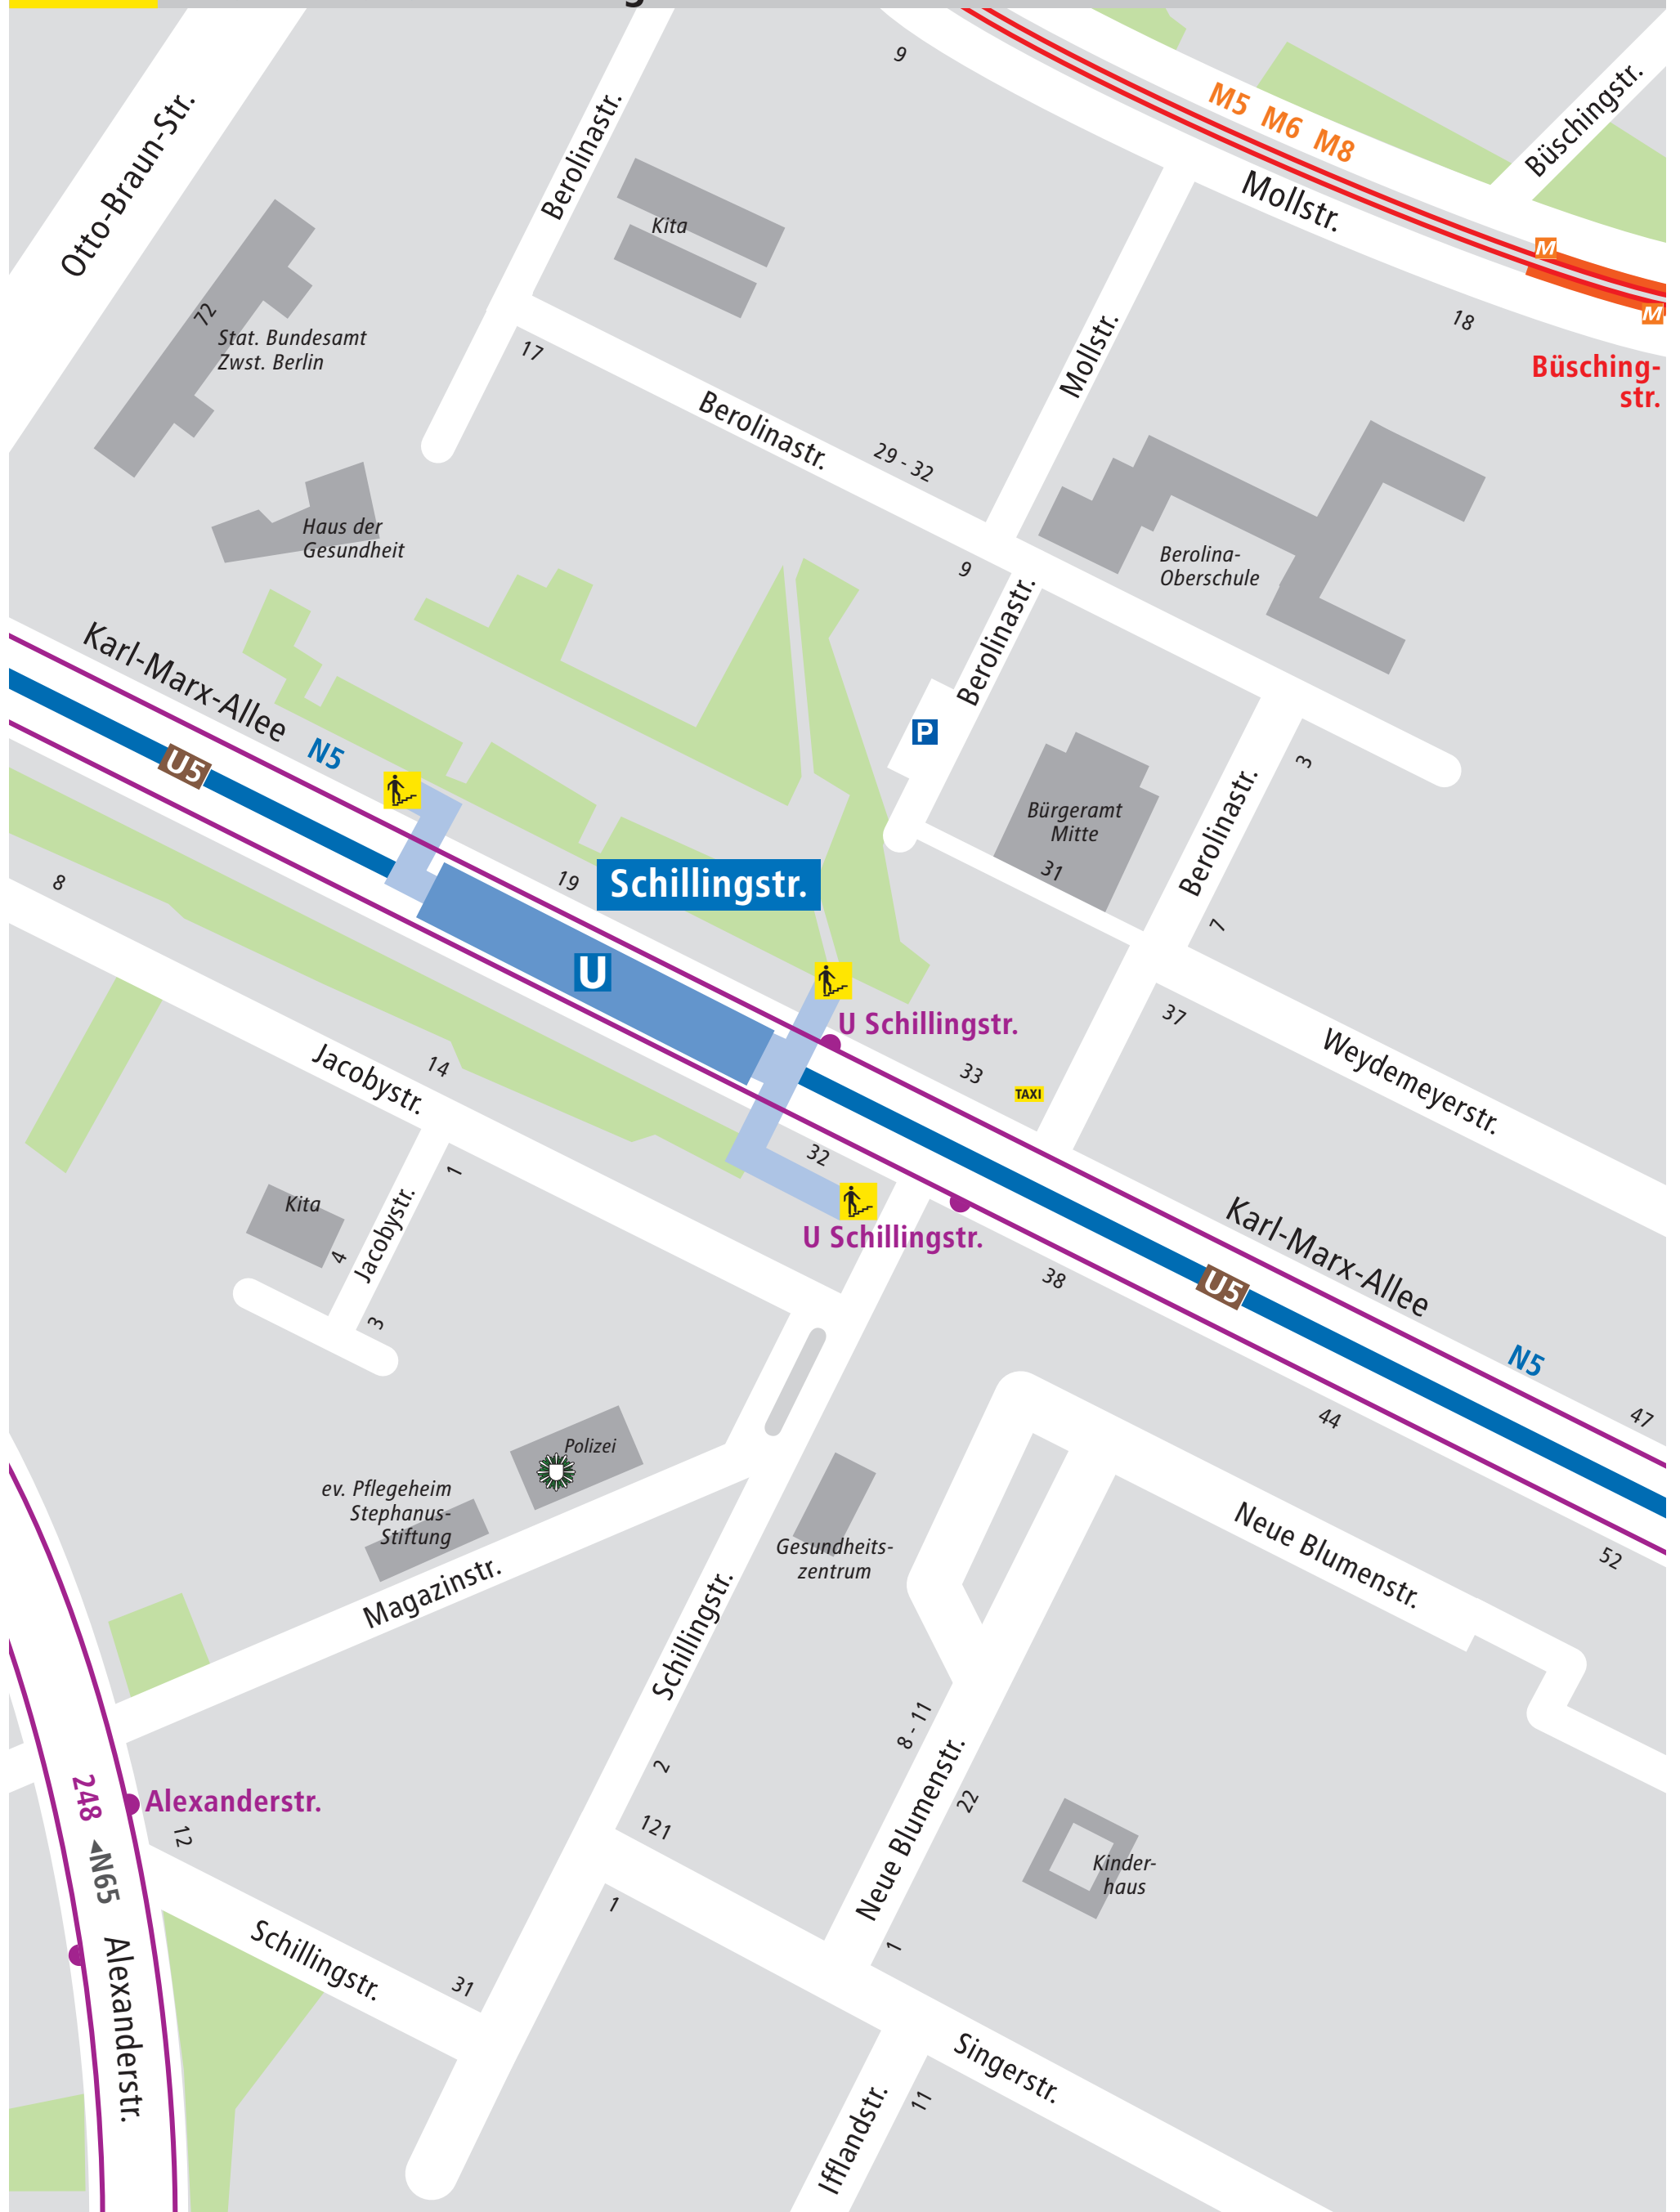 9
M5 M6 M8
Büschingstr.
Otto-Braun-Str.
Berolinastr.
Mollstr.
Kita
M
M
18
72
Stat. Bundesamt
Zwst. Berlin
17
Mollstr.
Büsching-
str.
Berolinastr.
29 - 32
Haus der
Gesundheit
Berolina-
Oberschule
9
Berolinastr.
Karl-Marx-Allee
N5
U5
P
3
Bürgeramt
Mitte
31
Berolinastr.
8
19
Schillingstr.
7
U
U Schillingstr.
37
33
TAXI
Weydemeyerstr.
14
Jacobystr.
32
1
Kita
4
Jacobystr.
3
U Schillingstr.
38
Karl-Marx-Allee
U5
N5
47
44
52
Polizei
ev. Pflegeheim
Stephanus-
Stiftung
Gesundheits-
zentrum
Neue Blumenstr.
Magazinstr.
Schillingstr.
8 - 11
2
22
Neue Blumenstr.
248
N65
Alexanderstr.
12
121
Kinder-
haus
1
1
Schillingstr.
31
Alexanderstr.
Singerstr.
Ifflandstr.
11